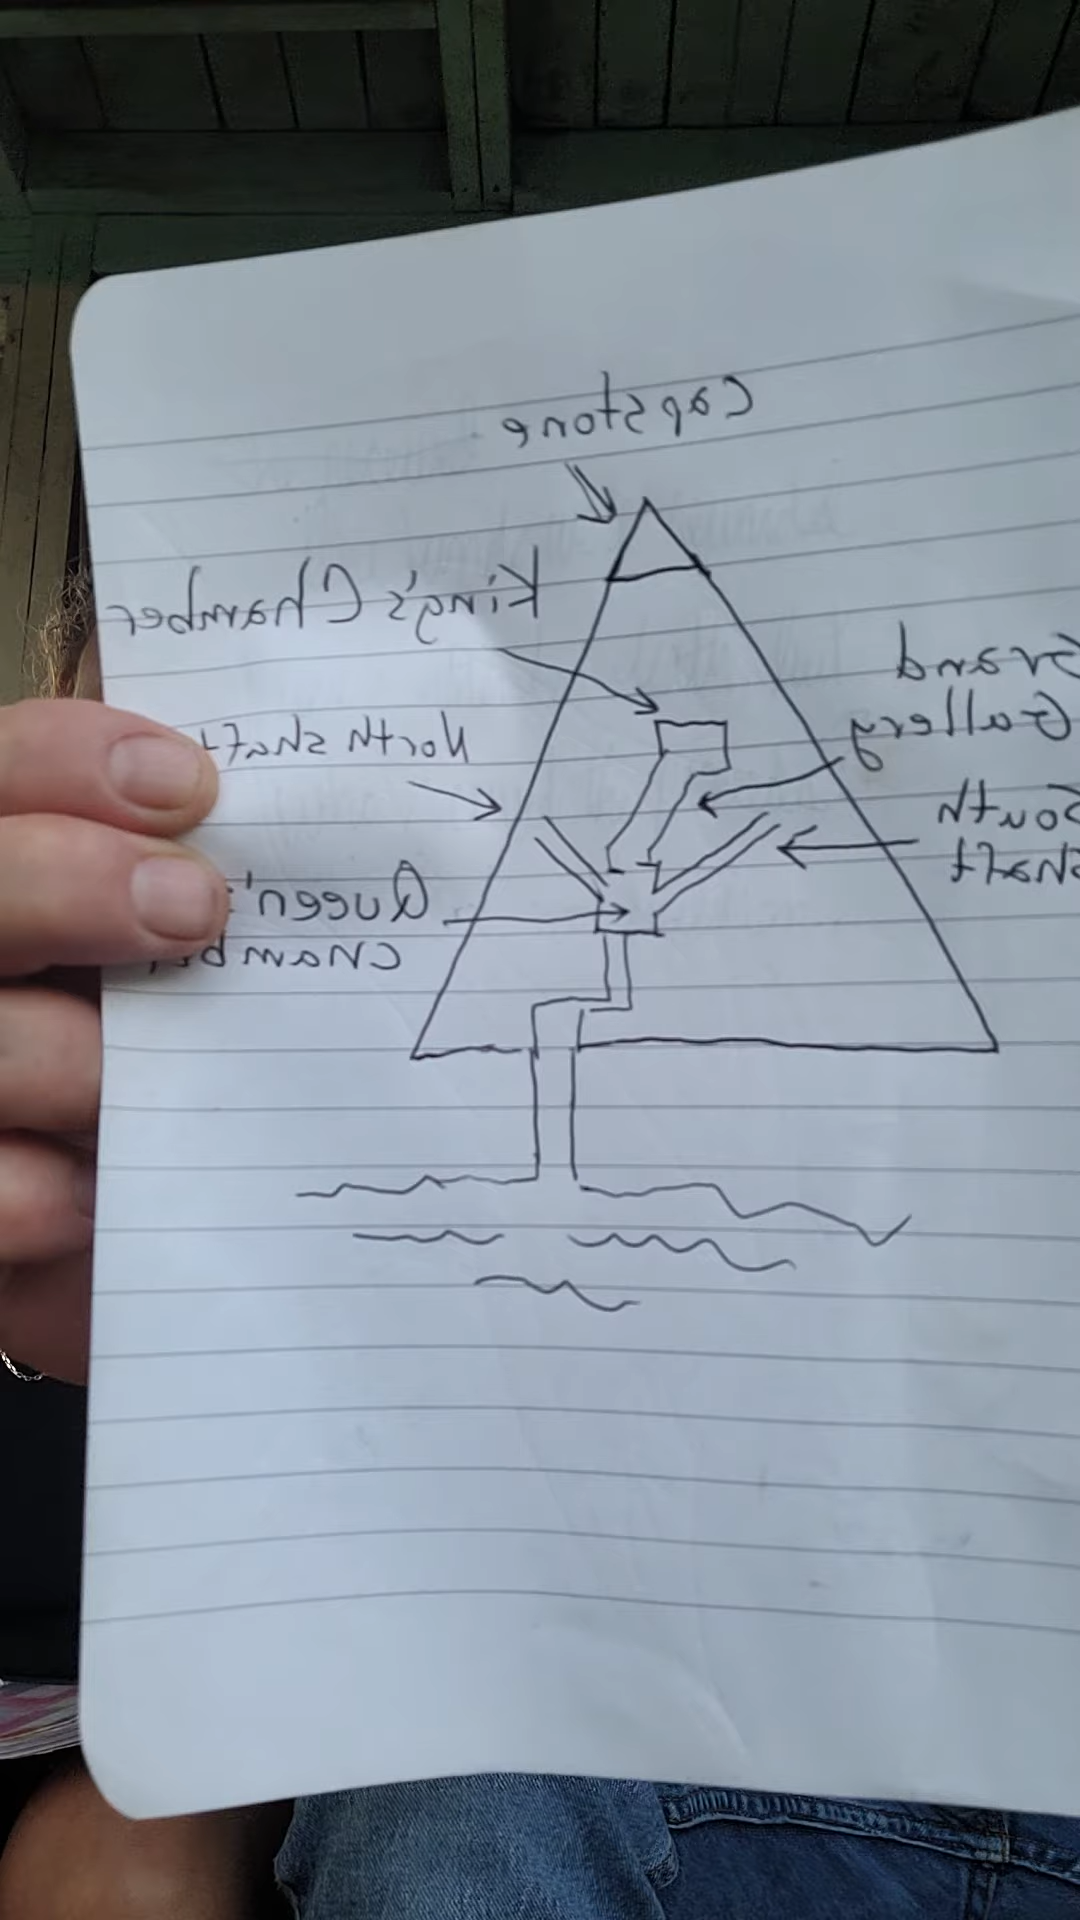 Capstone
King's Chamber
Grand
Gallery
North shaft
South
shaft
Queen's
chamber